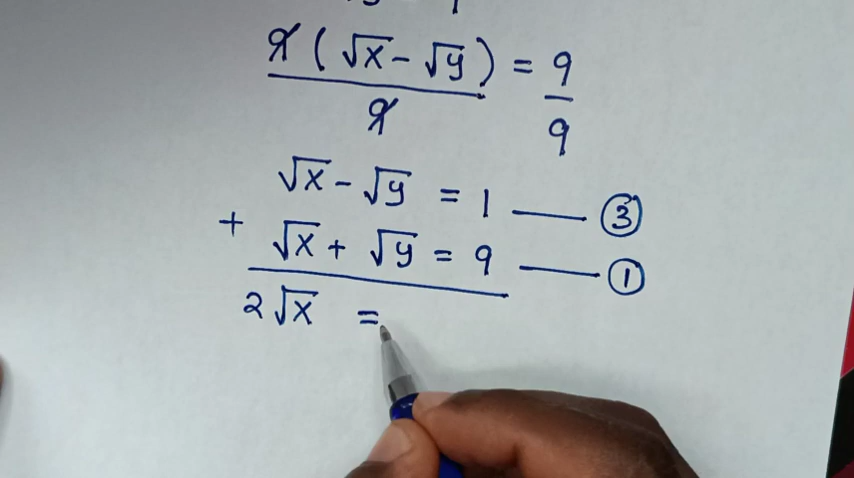 9(√x - √y) = 9
9 9
√x - √y = 1 —— ③
+ √x + √y = 9 —— ①
2√x =